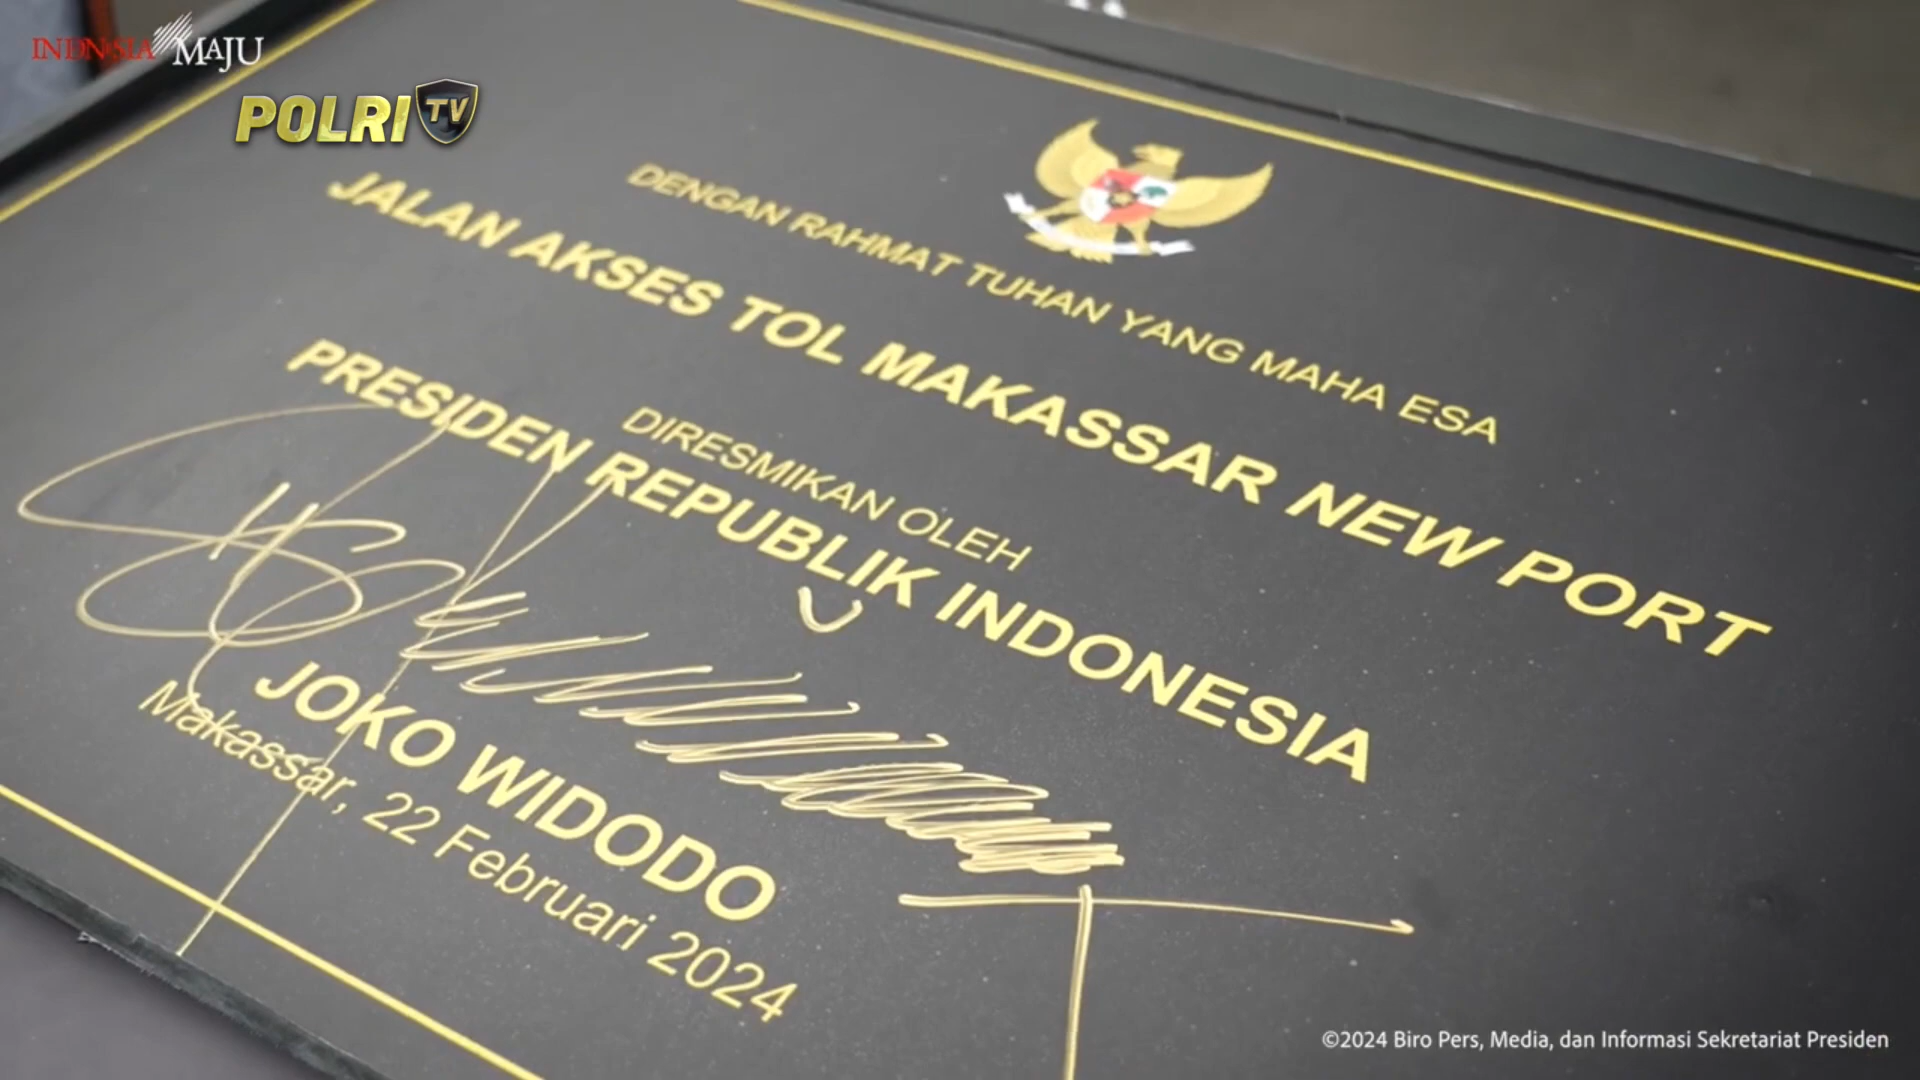 INDNSIA MAJU
POLRI TV
DENGAN RAHMAT TUHAN YANG MAHA ESA
JALAN AKSES TOL MAKASSAR NEW PORT
DIRESMIKAN OLEH
PRESIDEN REPUBLIK INDONESIA
JOKO WIDODO
Makassar, 22 Februari 2024
©2024 Biro Pers, Media, dan Informasi Sekretariat Presiden